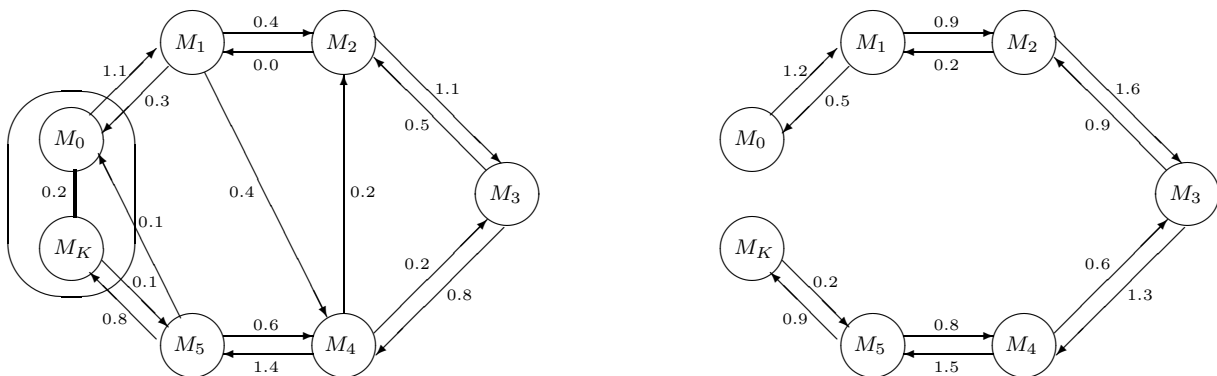 M₁ 0.4 M₂ M₁ 0.9 M₂
0.0 0.2
1.1 0.3 1.1 1.2 0.5 1.6
0.5 0.9
M₀ M₀
0.2 0.4 0.2 M₃ M₃
0.1
M_K M_K
0.1 0.2 0.2 0.6
0.8 0.8 0.9 1.3
M₅ 0.6 M₄ M₅ 0.8 M₄
1.4 1.5